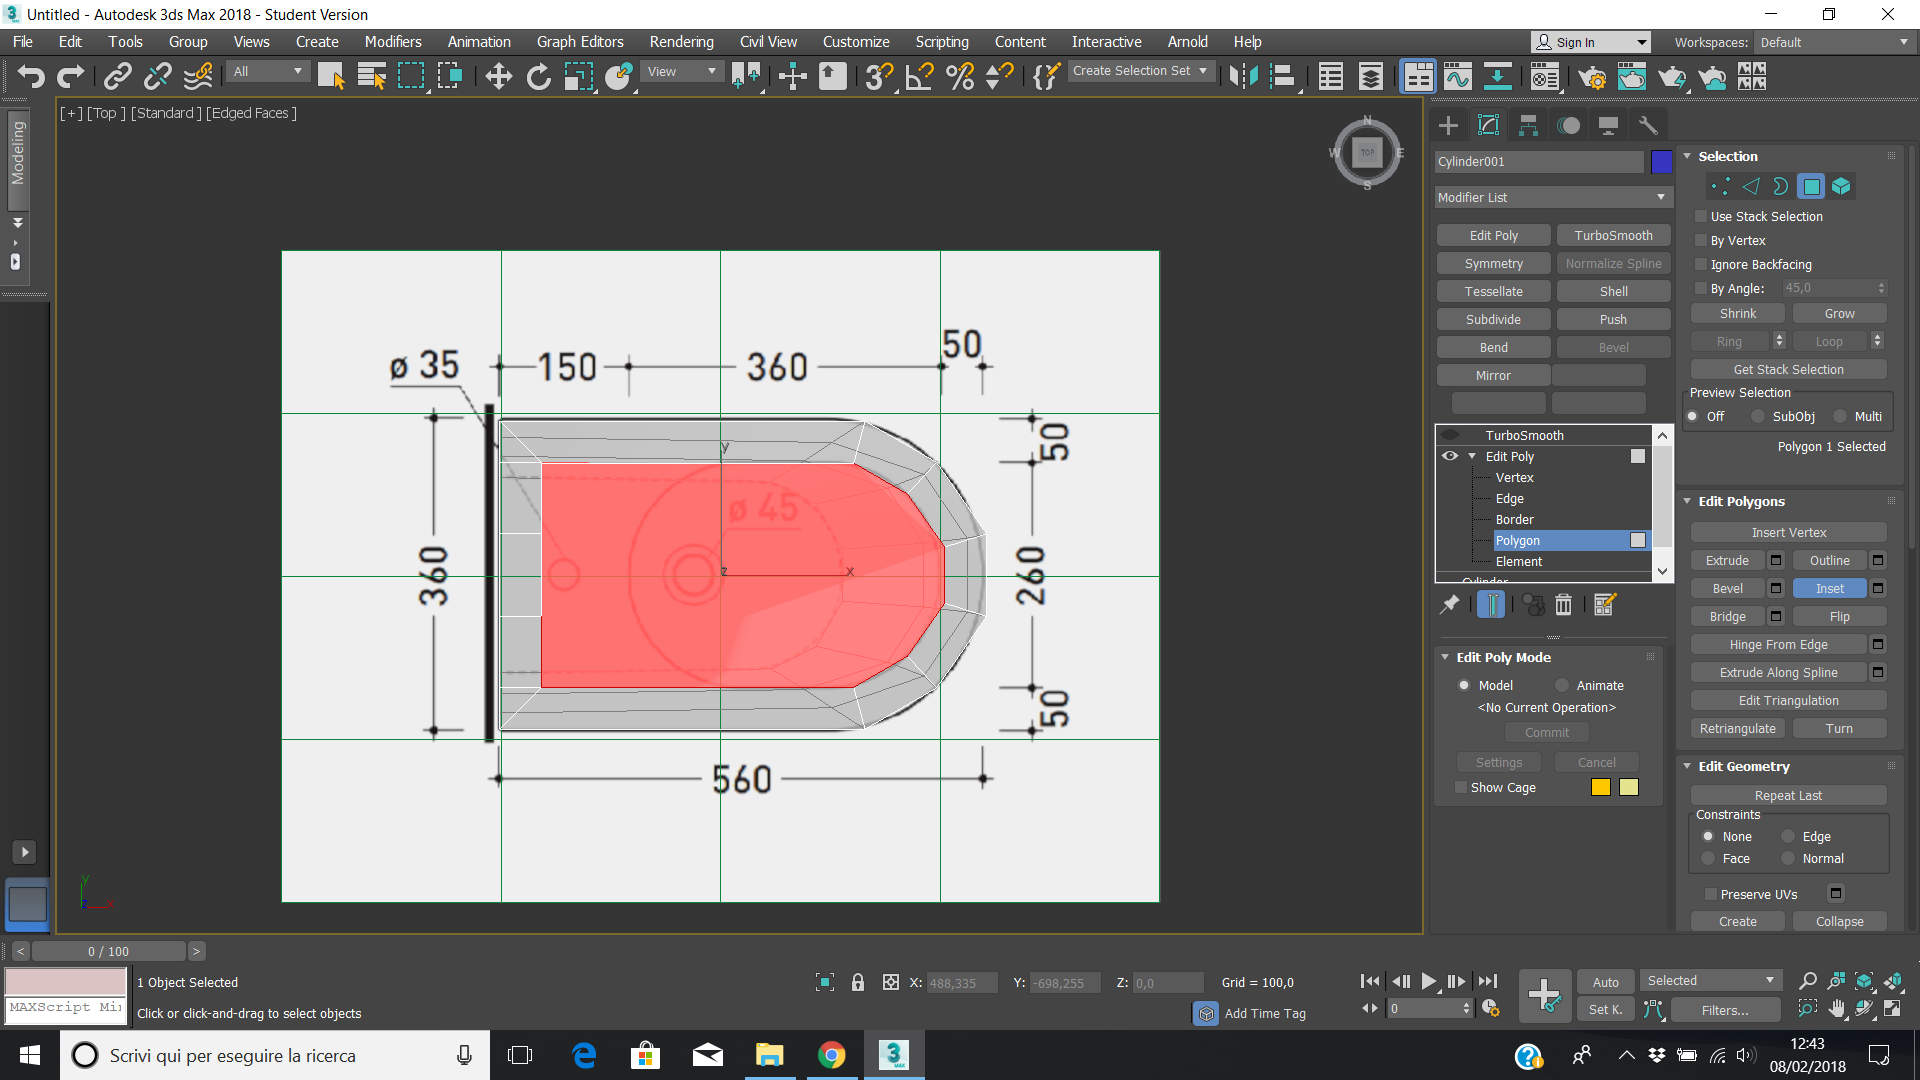 Untitled - Autodesk 3ds Max 2018 - Student Version
File Edit Tools Group Views Create Modifiers Animation Graph Editors Rendering Civil View Customize Scripting Content Interactive Arnold Help
Sign In
Workspaces: Default
All
View
Create Selection Set
[+] [Top ] [Standard ] [Edged Faces ]
Modeling
N
W TOP E
S
Cylinder001
Modifier List
Edit Poly TurboSmooth
Symmetry Normalize Spline
Tessellate Shell
Subdivide Push
Bend Bevel
Mirror
TurboSmooth
Edit Poly
Vertex
Edge
Border
Polygon
Element
Edit Poly Mode
Model Animate
<No Current Operation>
Commit
Settings Cancel
Show Cage
Selection
Use Stack Selection
By Vertex
Ignore Backfacing
By Angle: 45,0
Shrink Grow
Ring Loop
Get Stack Selection
Preview Selection
Off SubObj Multi
Polygon 1 Selected
Edit Polygons
Insert Vertex
Extrude Outline
Bevel Inset
Bridge Flip
Hinge From Edge
Extrude Along Spline
Edit Triangulation
Retriangulate Turn
Edit Geometry
Repeat Last
Constraints
None Edge
Face Normal
Preserve UVs
Create Collapse
ø 35
150 360 50
50
360
ø 45
260
50
560
y
z x
y
z x
< 0 / 100 >
MAXScript Mi
1 Object Selected
Click or click-and-drag to select objects
X: 488,335 Y: -698,255 Z: 0,0 Grid = 100,0
Add Time Tag
0
Auto Selected
Set K. Filters...
Scrivi qui per eseguire la ricerca
3
MAX
12:43
08/02/2018